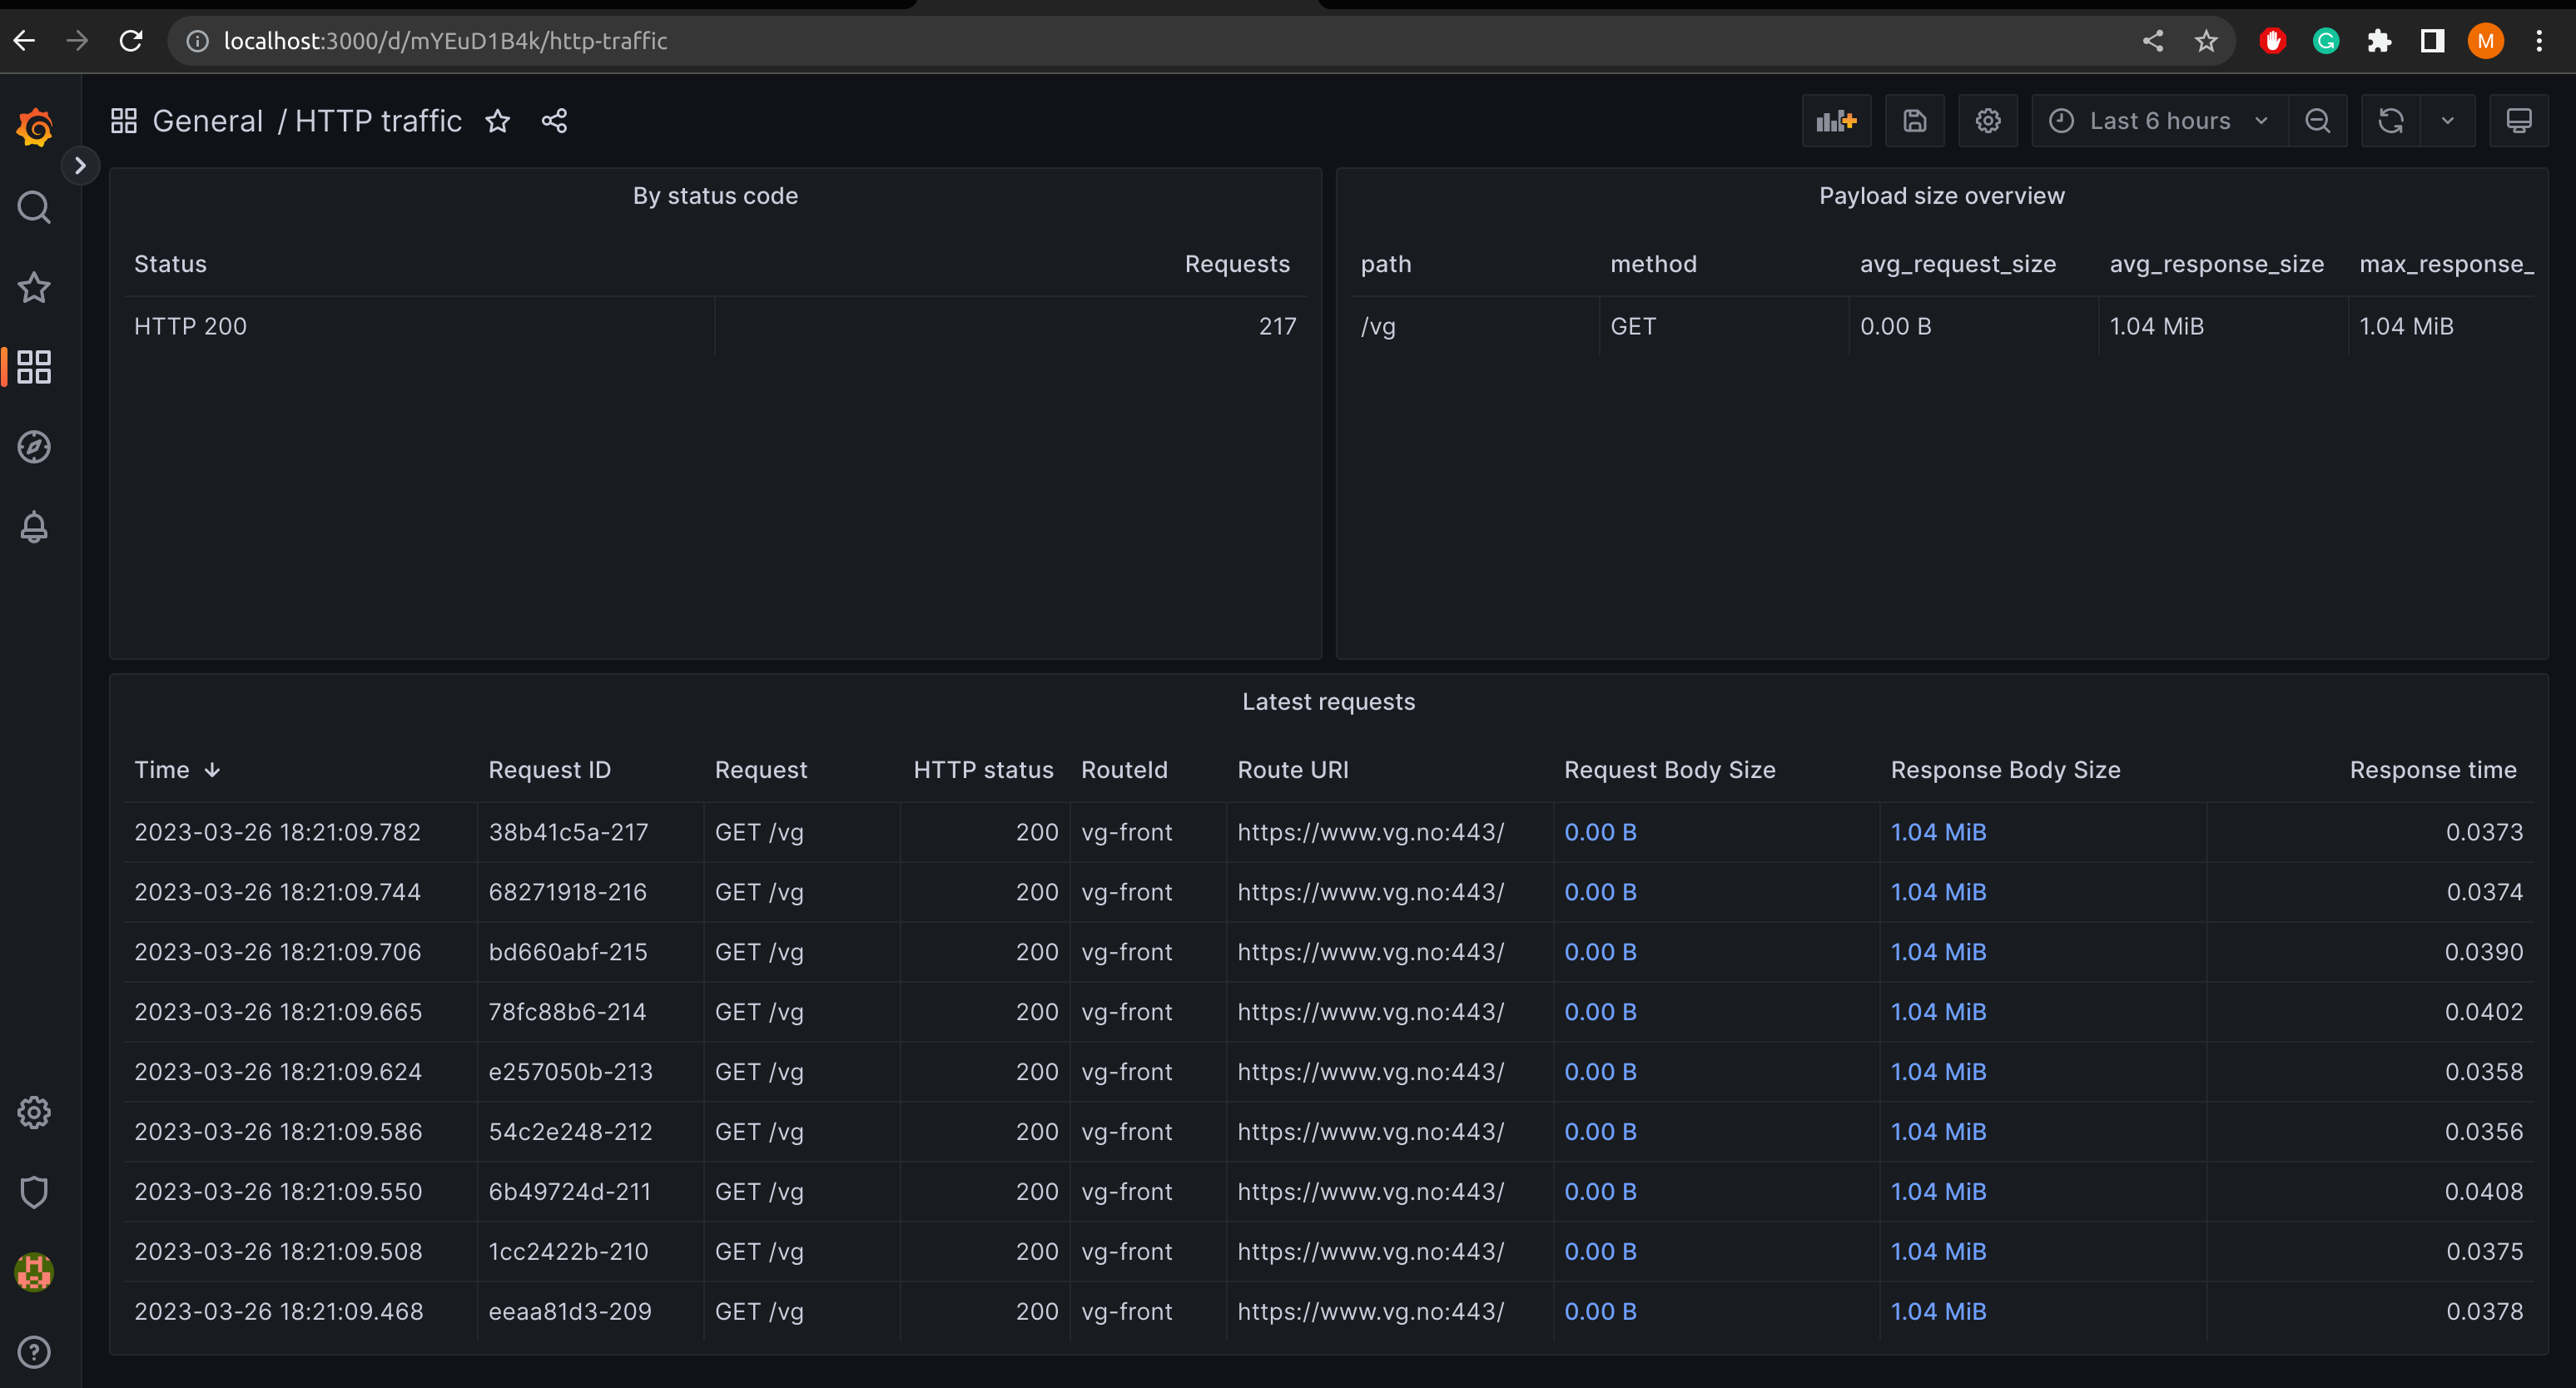 localhost:3000/d/mYEuD1B4k/http-traffic
M
General / HTTP traffic
Last 6 hours
By status code
Status Requests
HTTP 200 217
Payload size overview
path method avg_request_size avg_response_size max_response_
/vg GET 0.00 B 1.04 MiB 1.04 MiB
Latest requests
Time Request ID Request HTTP status RouteId Route URI Request Body Size Response Body Size Response time
2023-03-26 18:21:09.782 38b41c5a-217 GET /vg 200 vg-front https://www.vg.no:443/ 0.00 B 1.04 MiB 0.0373
2023-03-26 18:21:09.744 68271918-216 GET /vg 200 vg-front https://www.vg.no:443/ 0.00 B 1.04 MiB 0.0374
2023-03-26 18:21:09.706 bd660abf-215 GET /vg 200 vg-front https://www.vg.no:443/ 0.00 B 1.04 MiB 0.0390
2023-03-26 18:21:09.665 78fc88b6-214 GET /vg 200 vg-front https://www.vg.no:443/ 0.00 B 1.04 MiB 0.0402
2023-03-26 18:21:09.624 e257050b-213 GET /vg 200 vg-front https://www.vg.no:443/ 0.00 B 1.04 MiB 0.0358
2023-03-26 18:21:09.586 54c2e248-212 GET /vg 200 vg-front https://www.vg.no:443/ 0.00 B 1.04 MiB 0.0356
2023-03-26 18:21:09.550 6b49724d-211 GET /vg 200 vg-front https://www.vg.no:443/ 0.00 B 1.04 MiB 0.0408
2023-03-26 18:21:09.508 1cc2422b-210 GET /vg 200 vg-front https://www.vg.no:443/ 0.00 B 1.04 MiB 0.0375
2023-03-26 18:21:09.468 eeaa81d3-209 GET /vg 200 vg-front https://www.vg.no:443/ 0.00 B 1.04 MiB 0.0378